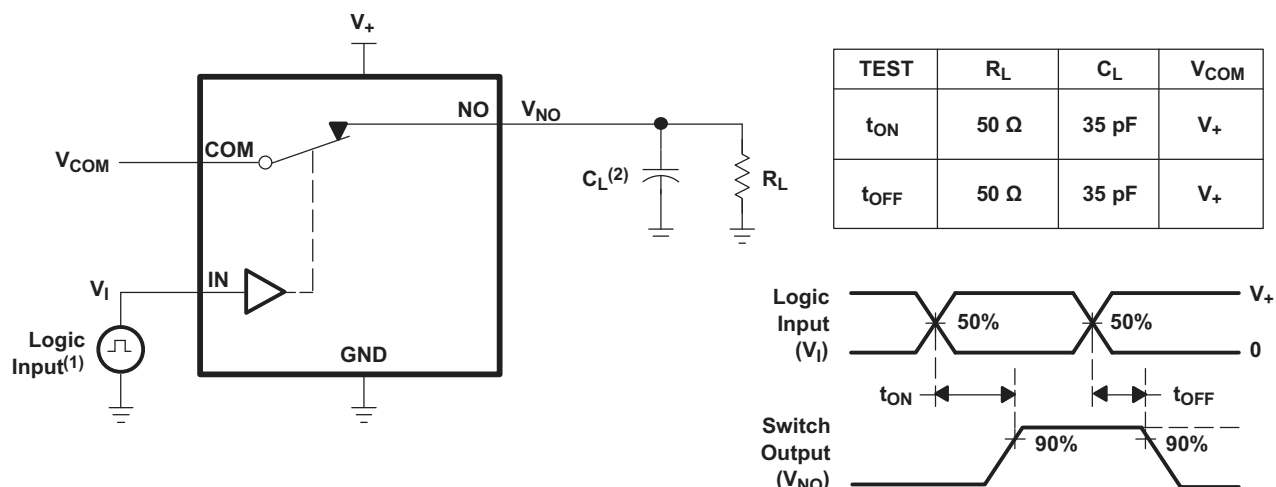 V+
NO
VNO
COM
VCOM
CL(2)
RL
IN
VI
Logic
Input(1)
GND
TEST RL CL VCOM
tON 50 Ω 35 pF V+
tOFF 50 Ω 35 pF V+
Logic
Input
(VI)
50%
50%
V+
0
tON
tOFF
Switch
Output
(VNO)
90%
90%